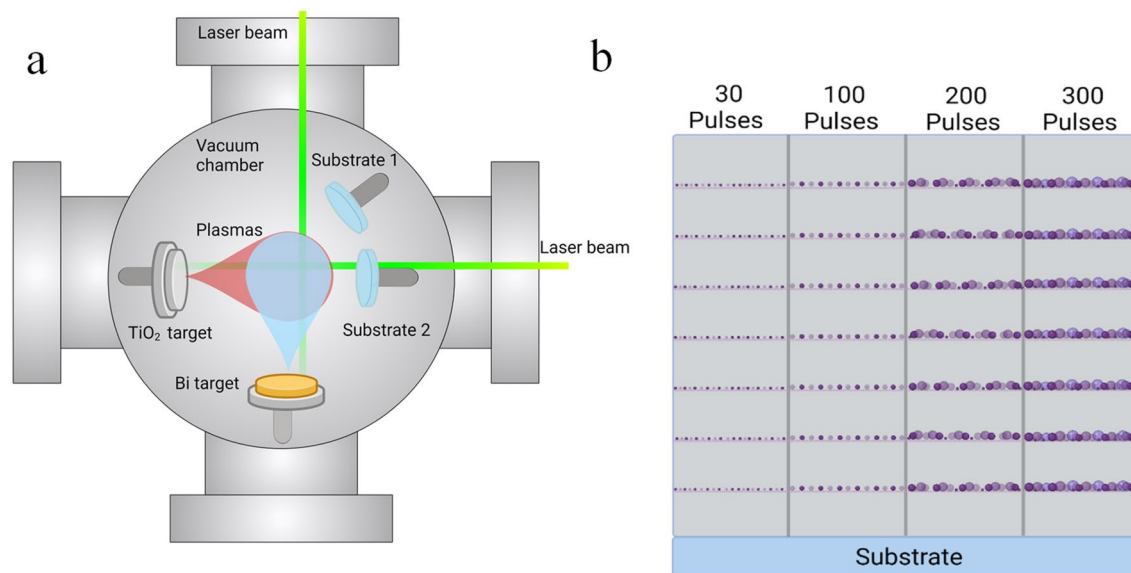 a
Laser beam
Vacuum
chamber
Substrate 1
Plasmas
Laser beam
TiO₂ target
Substrate 2
Bi target
b
30
Pulses
100
Pulses
200
Pulses
300
Pulses
Substrate